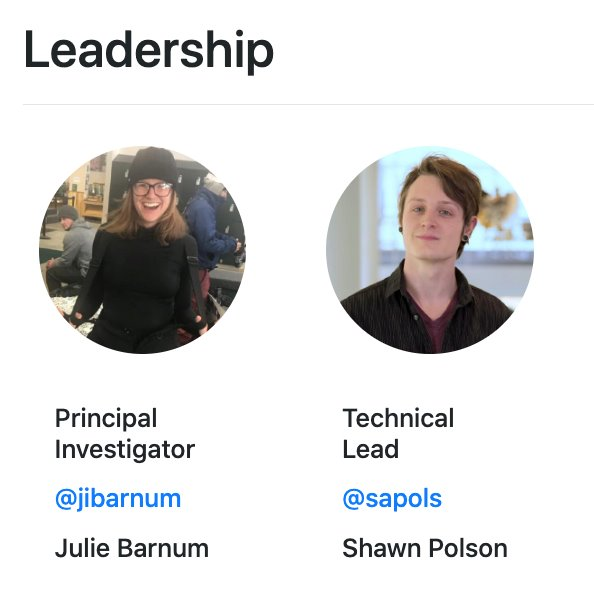 Leadership
Principal
Investigator
@jibarnum
Julie Barnum
Technical
Lead
@sapols
Shawn Polson